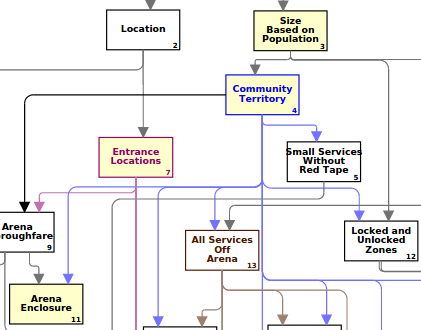 Location
2
Size
Based on
Population
3
Community
Territory
4
Entrance
Locations
7
Small Services
Without
Red Tape
5
Arena
9
All Services
Off
Arena
13
Locked and
Unlocked
Zones
12
Arena
Enclosure
11